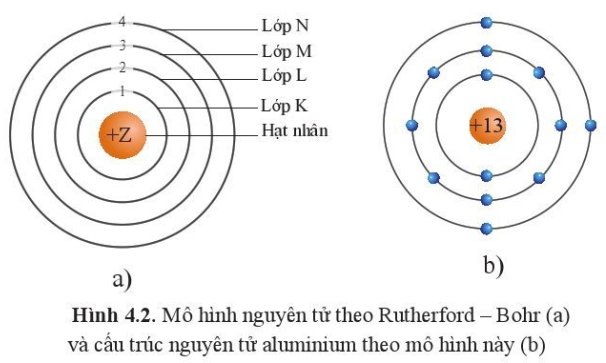 4
Lớp N
3
Lớp M
2
Lớp L
1
Lớp K
+Z
Hạt nhân
+13
a)
b)
Hình 4.2. Mô hình nguyên tử theo Rutherford – Bohr (a)
và cấu trúc nguyên tử aluminium theo mô hình này (b)